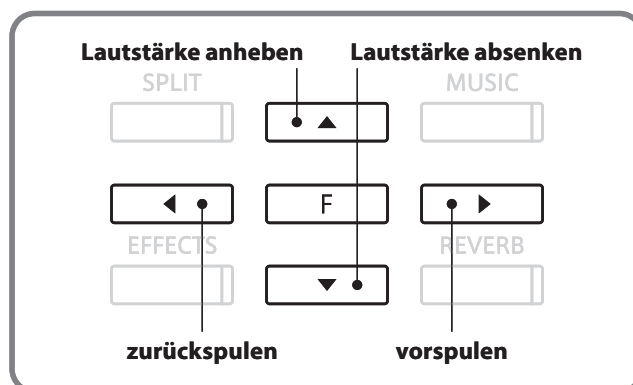 Lautstärke anheben Lautstärke absenken
SPLIT MUSIC
F
EFFECTS REVERB
zurückspulen vorspulen